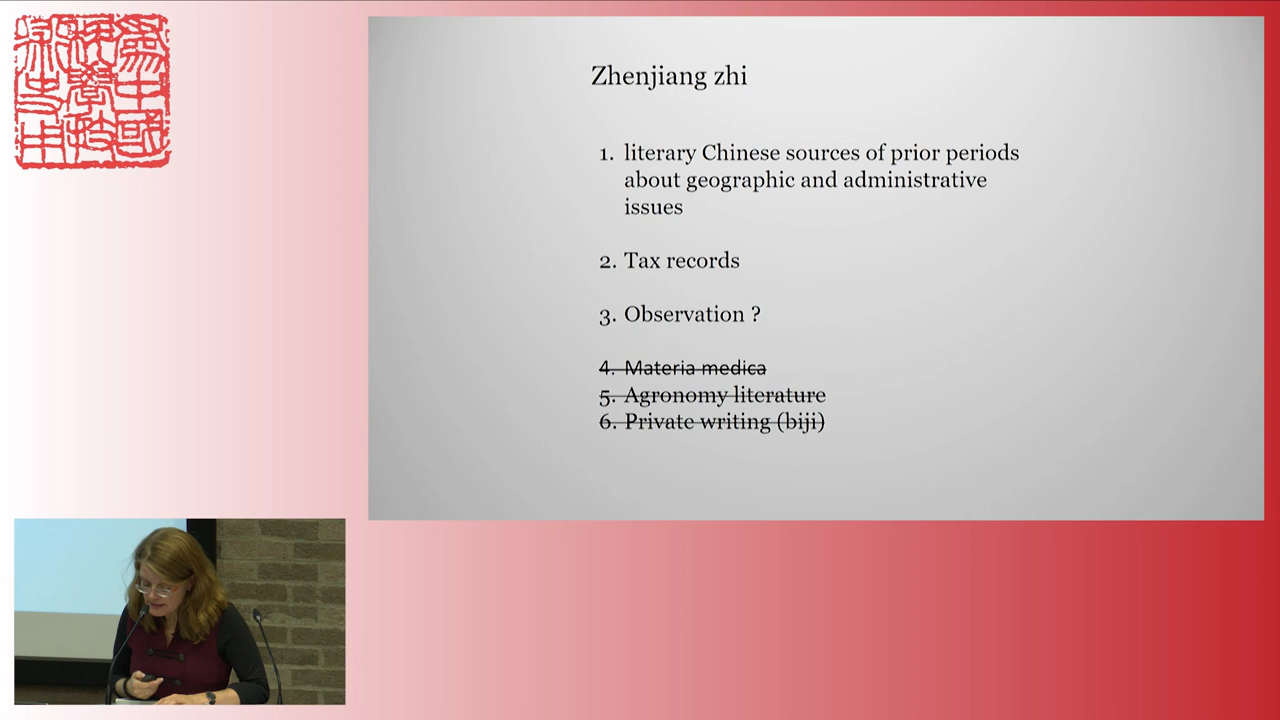 Zhenjiang zhi
1. literary Chinese sources of prior periods
about geographic and administrative
issues
2. Tax records
3. Observation ?
4. Materia medica
5. Agronomy literature
6. Private writing (biji)